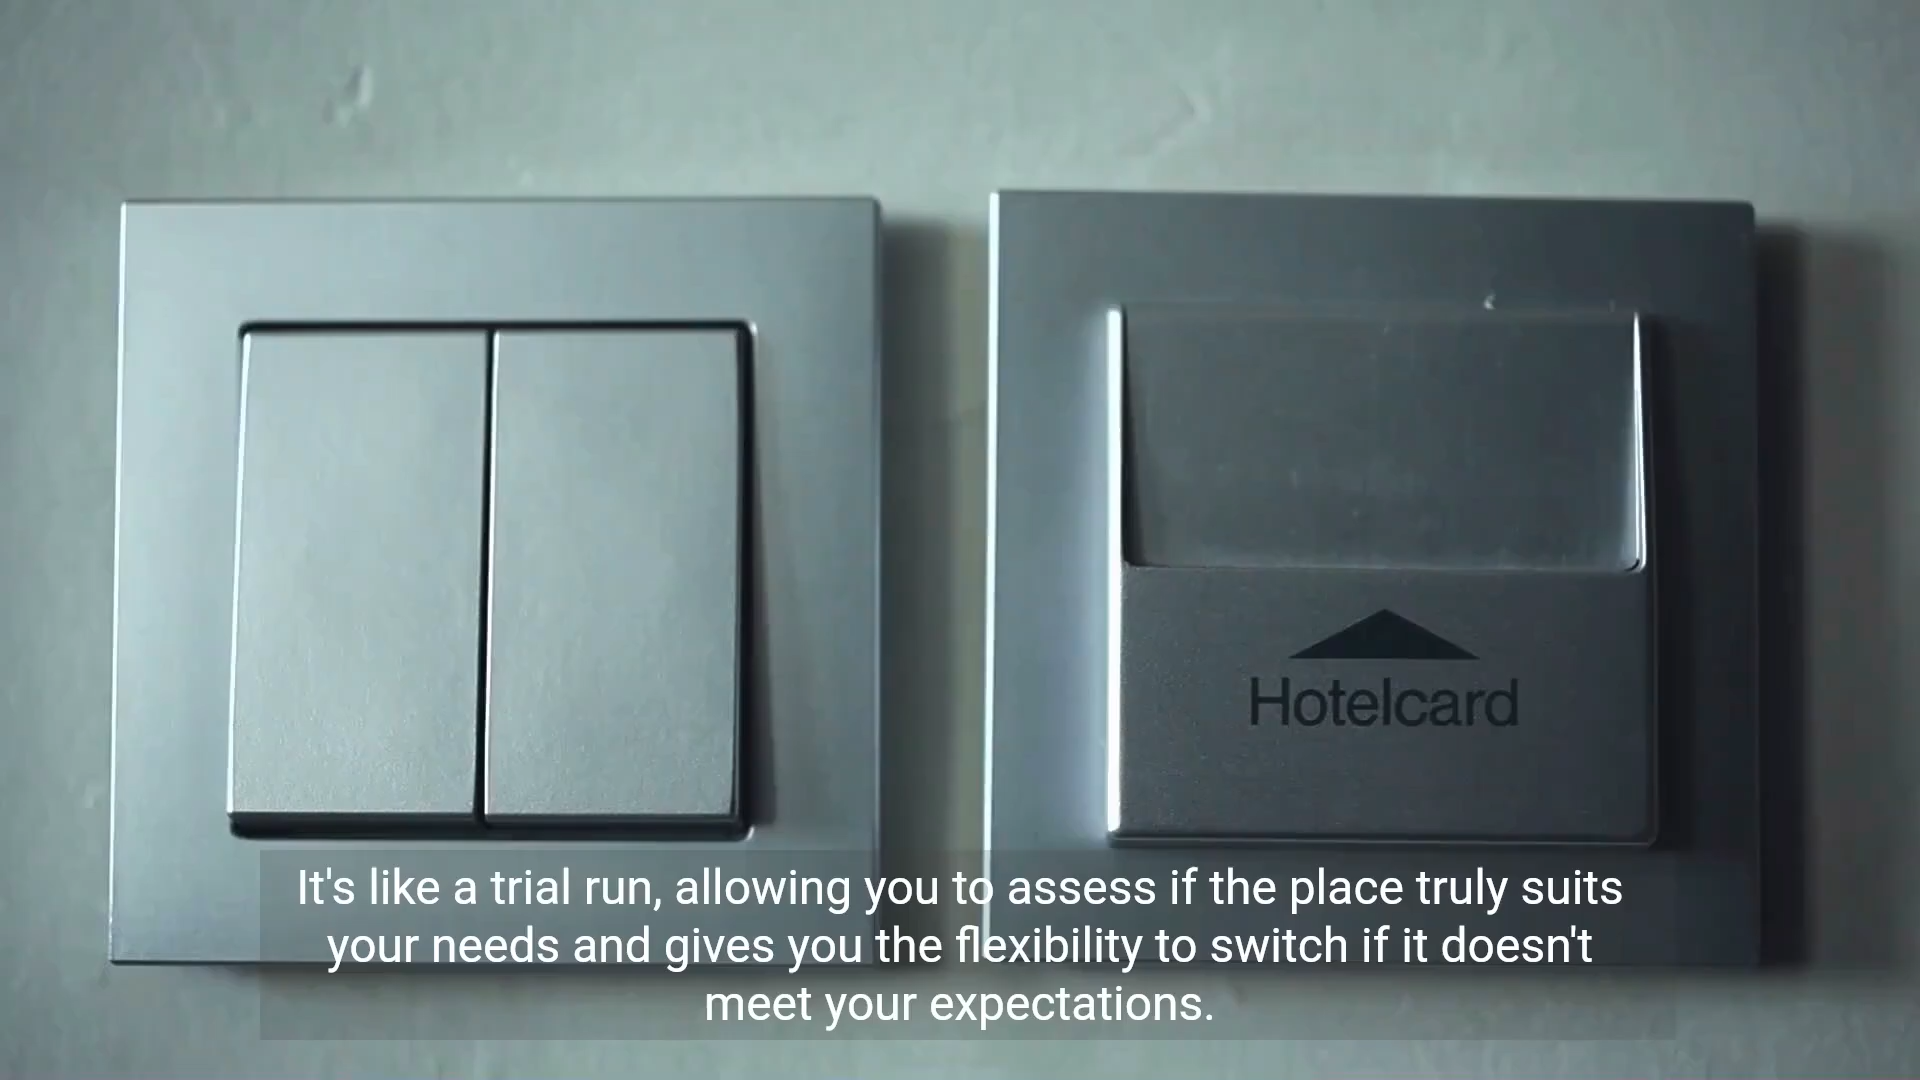 Hotelcard
It's like a trial run, allowing you to assess if the place truly suits
your needs and gives you the flexibility to switch if it doesn't
meet your expectations.